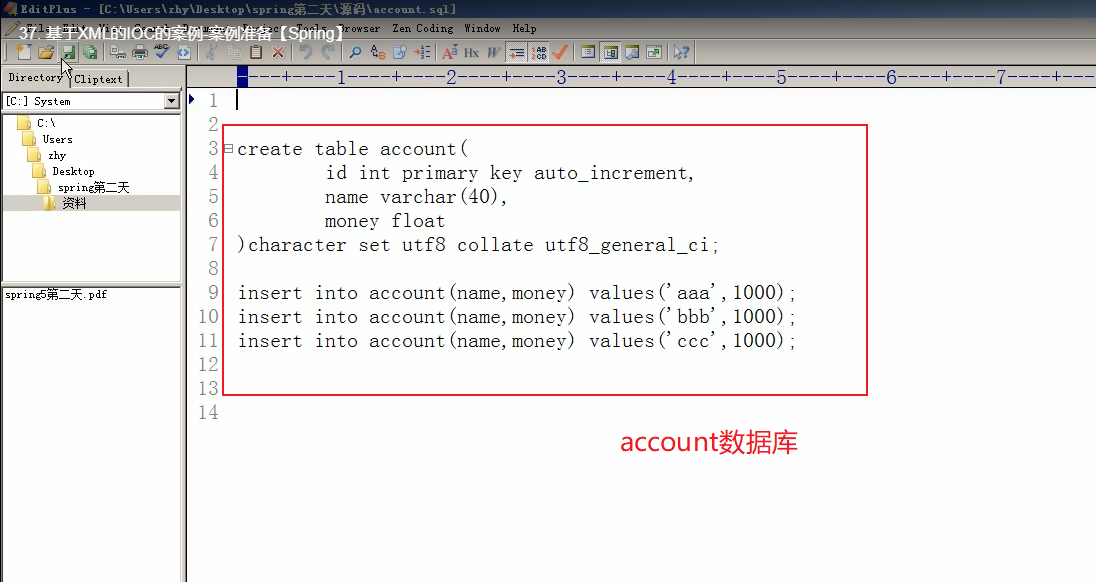 EditPlus - [C:\Users\zhy\Desktop\spring第二天\源码\account.sql]
37. 基于XML的IOC的案例-案例准备【Spring】
Browser Zen Coding Window Help
Directory Cliptext
[C:] System
C:\
Users
zhy
Desktop
spring第二天
资料
spring5第二天.pdf
----+----1----+----2----+----3----+----4----+----5----+----6----+----7----+--
1
2
3 create table account(
4 id int primary key auto_increment,
5 name varchar(40),
6 money float
7 )character set utf8 collate utf8_general_ci;
8
9 insert into account(name,money) values('aaa',1000);
10 insert into account(name,money) values('bbb',1000);
11 insert into account(name,money) values('ccc',1000);
12
13
14
account数据库